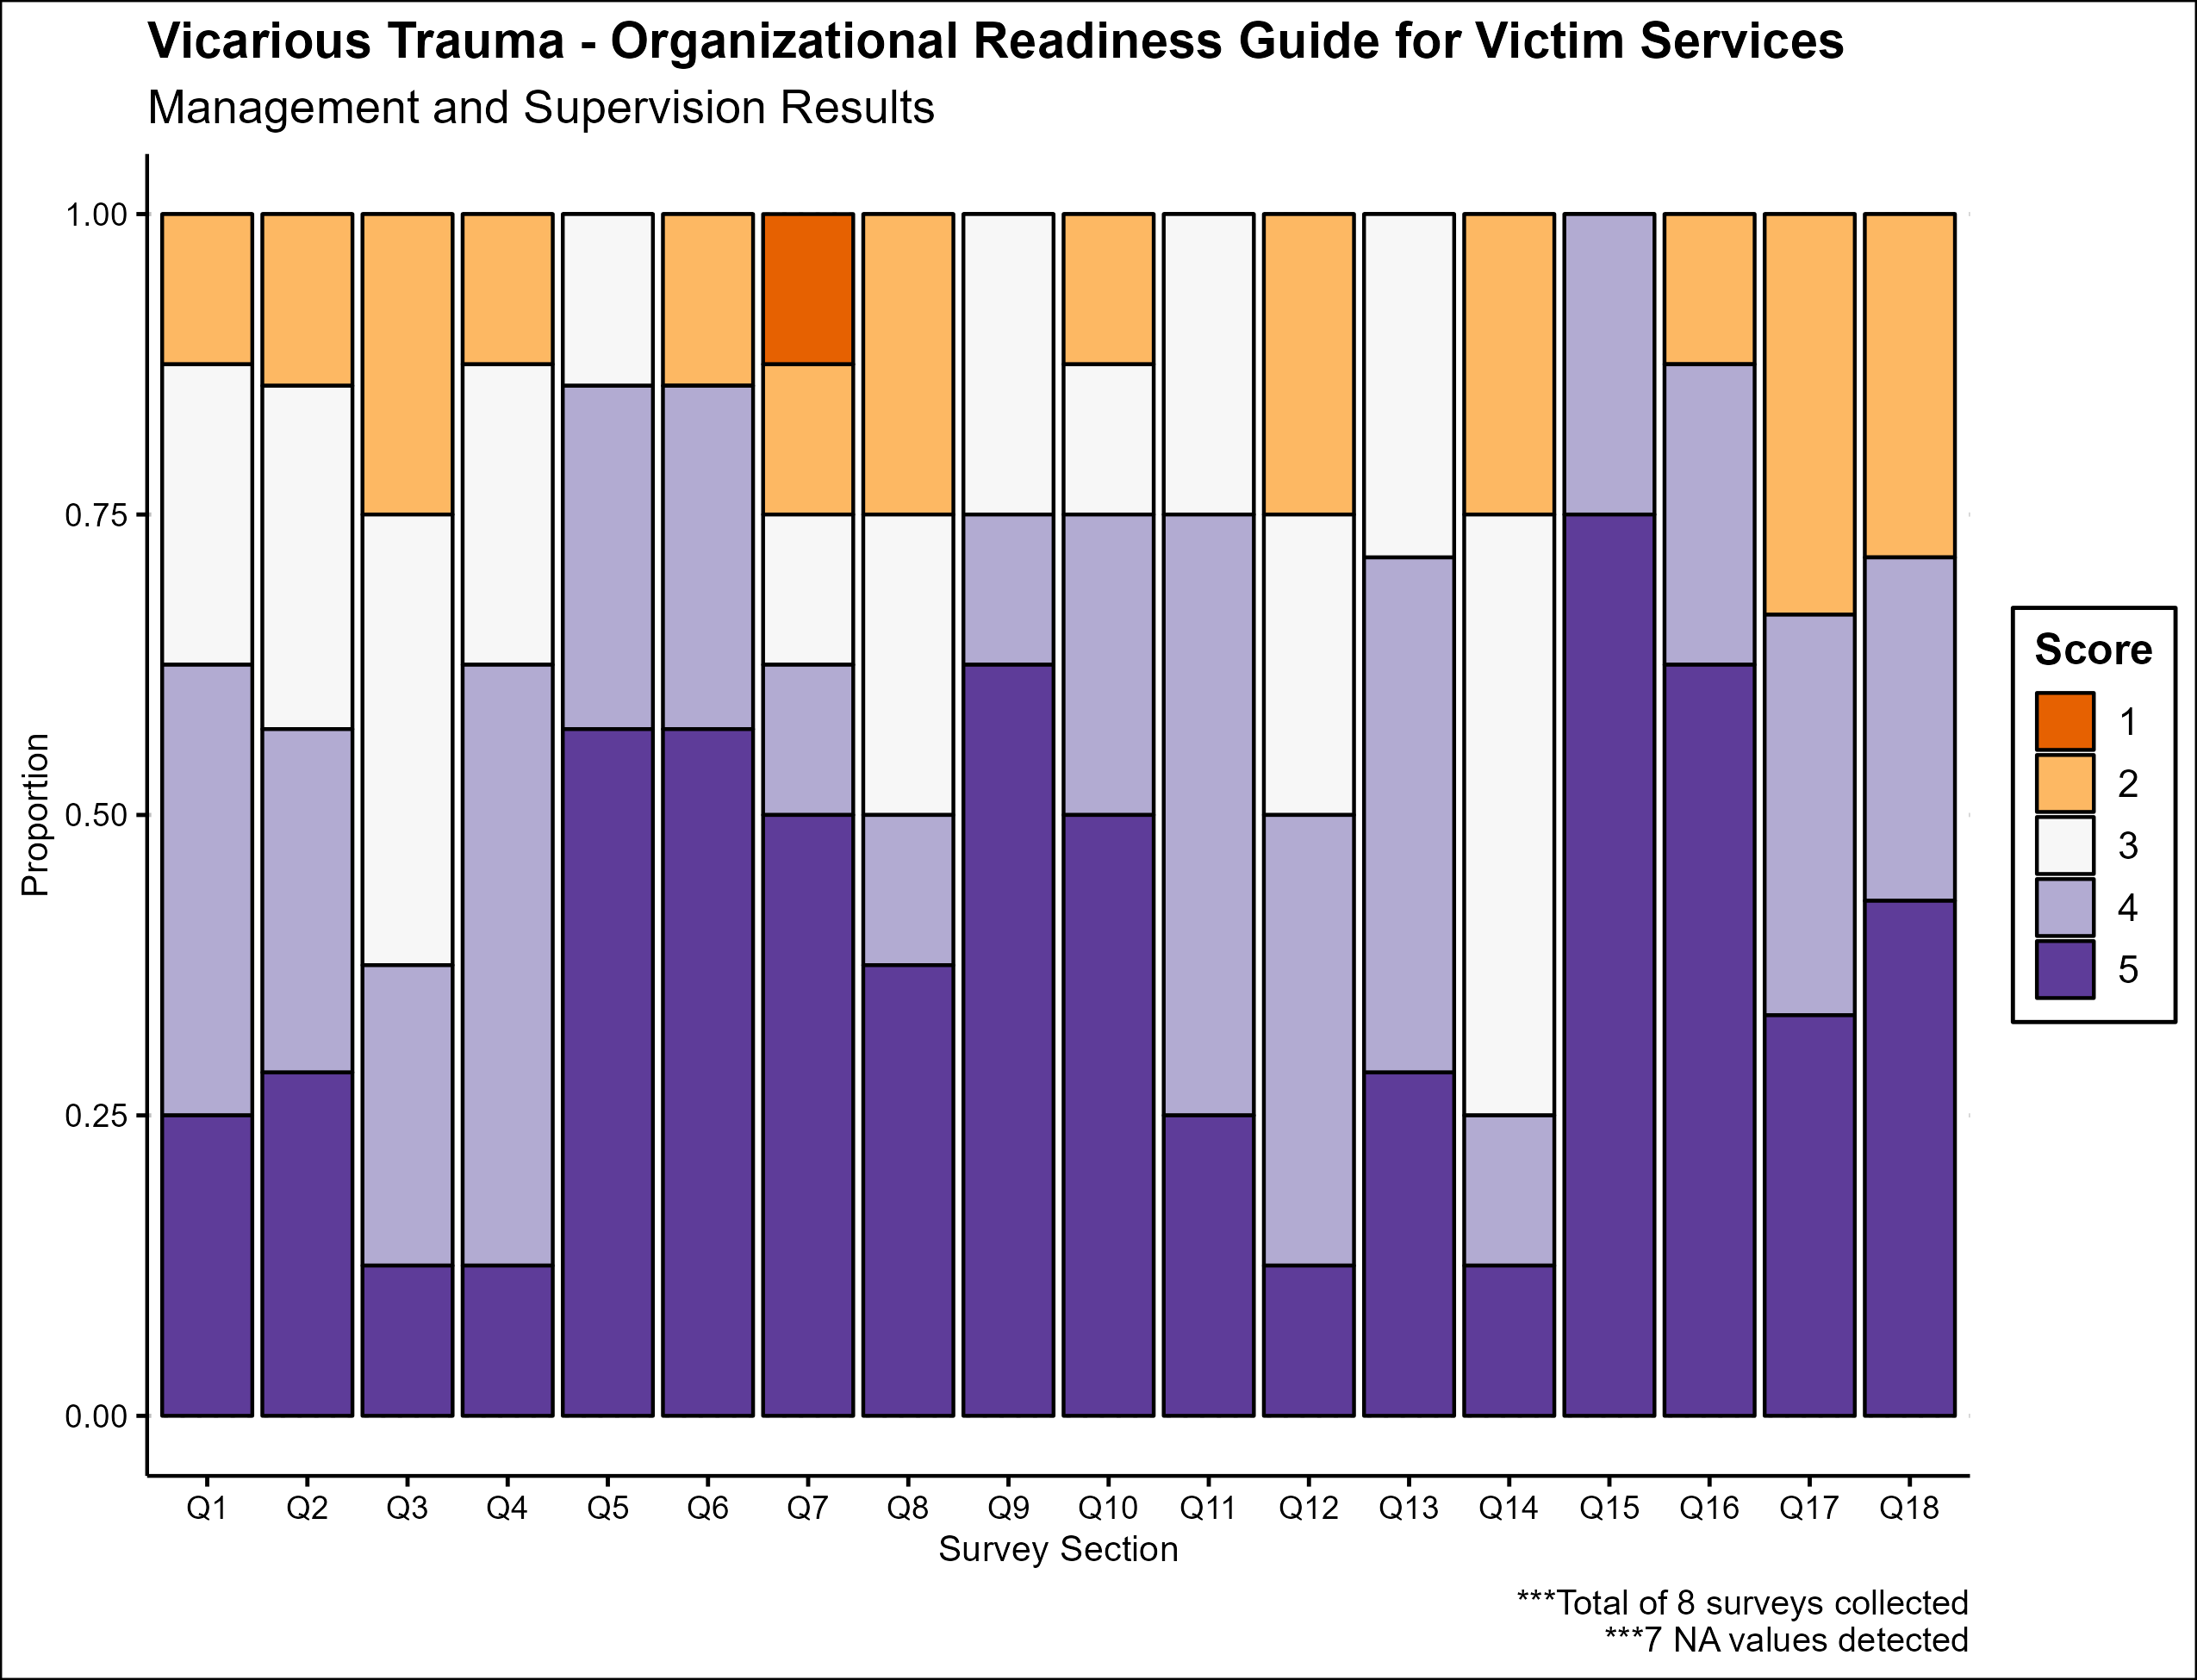 Vicarious Trauma - Organizational Readiness Guide for Victim Services
Management and Supervision Results
1.00
0.75
0.50
0.25
0.00
Proportion
Q1 Q2 Q3 Q4 Q5 Q6 Q7 Q8 Q9 Q10 Q11 Q12 Q13 Q14 Q15 Q16 Q17 Q18
Survey Section
Score
1
2
3
4
5
***Total of 8 surveys collected
***7 NA values detected